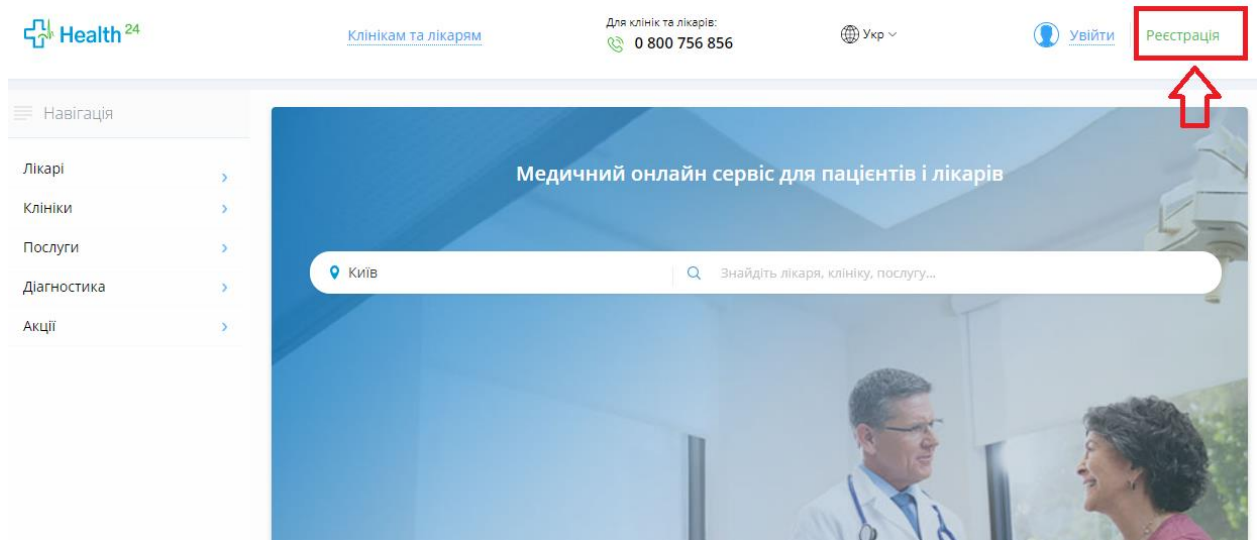 Health 24
Клінікам та лікарям
Для клінік та лікарів:
0 800 756 856
Укр
Увійти
Реєстрація
Навігація
Лікарі
Клініки
Послуги
Діагностика
Акції
Медичний онлайн сервіс для пацієнтів і лікарів
Київ
Знайдіть лікаря, клініку, послугу...